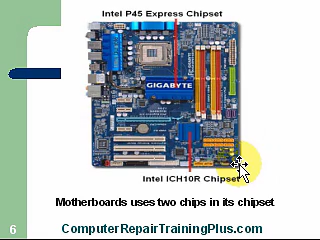 Intel P45 Express Chipset
GIGABYTE
Intel ICH10R Chipset
Motherboards uses two chips in its chipset
6
ComputerRepairTrainingPlus.com